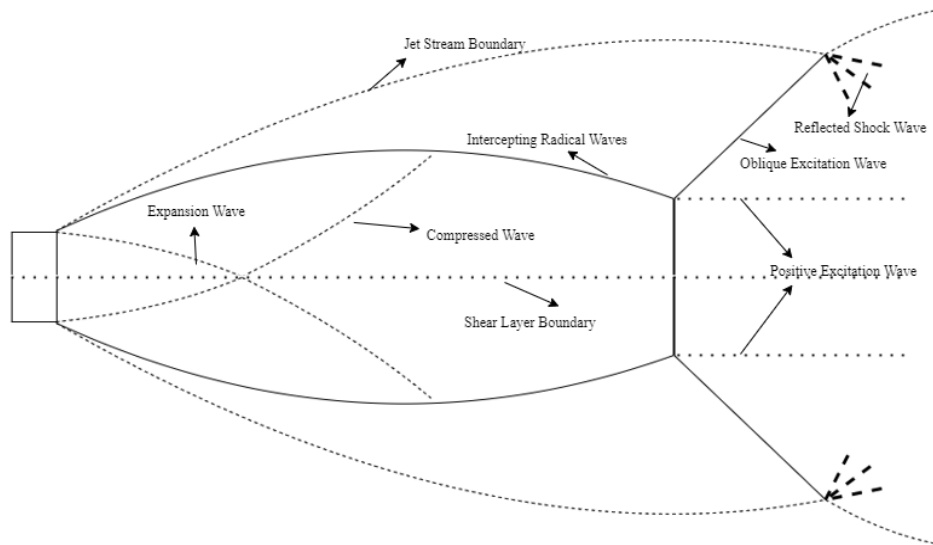 Jet Stream Boundary
Reflected Shock Wave
Intercepting Radical Waves
Oblique Excitation Wave
Expansion Wave
Compressed Wave
Positive Excitation Wave
Shear Layer Boundary